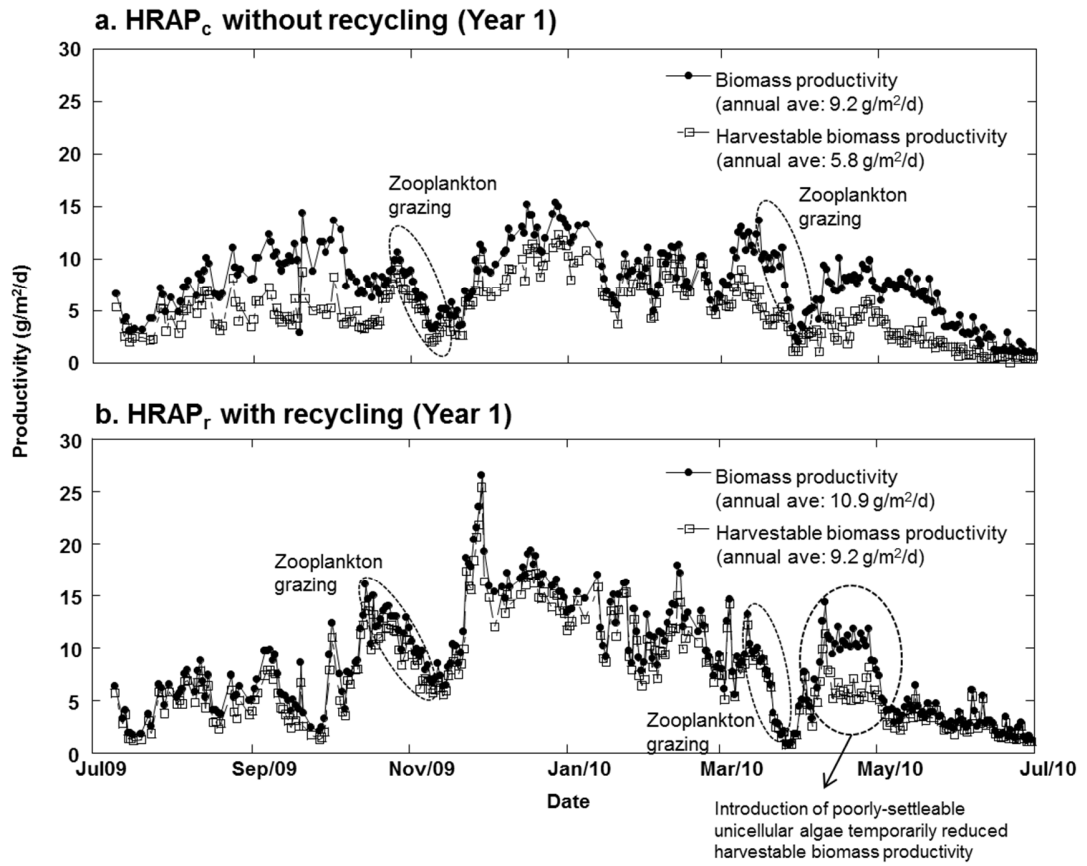 a. HRAPc without recycling (Year 1)
30
25
20
15
10
5
0
Biomass productivity
(annual ave: 9.2 g/m2/d)
Harvestable biomass productivity
(annual ave: 5.8 g/m2/d)
Zooplankton
grazing
Zooplankton
grazing
Productivity (g/m2/d)
b. HRAPr with recycling (Year 1)
30
25
20
15
10
5
0
Biomass productivity
(annual ave: 10.9 g/m2/d)
Harvestable biomass productivity
(annual ave: 9.2 g/m2/d)
Zooplankton
grazing
Zooplankton
grazing
Jul09 Sep/09 Nov/09 Jan/10 Mar/10 May/10 Jul/10
Date
Introduction of poorly-settleable
unicellular algae temporarily reduced
harvestable biomass productivity